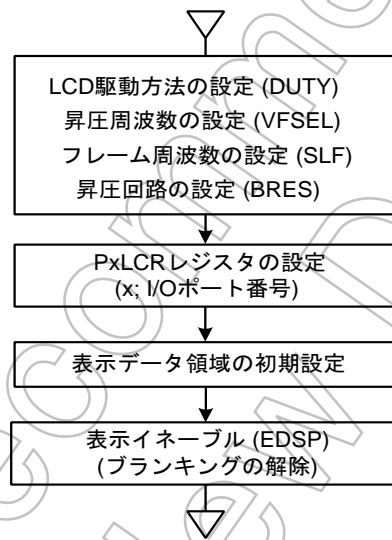 LCD駆動方法の設定 (DUTY)
昇圧周波数の設定 (VFSEL)
フレーム周波数の設定 (SLF)
昇圧回路の設定 (BRES)
PxLCRレジスタの設定
(x; I/Oポート番号)
表示データ領域の初期設定
表示イネーブル (EDSP)
(ブランキングの解除)